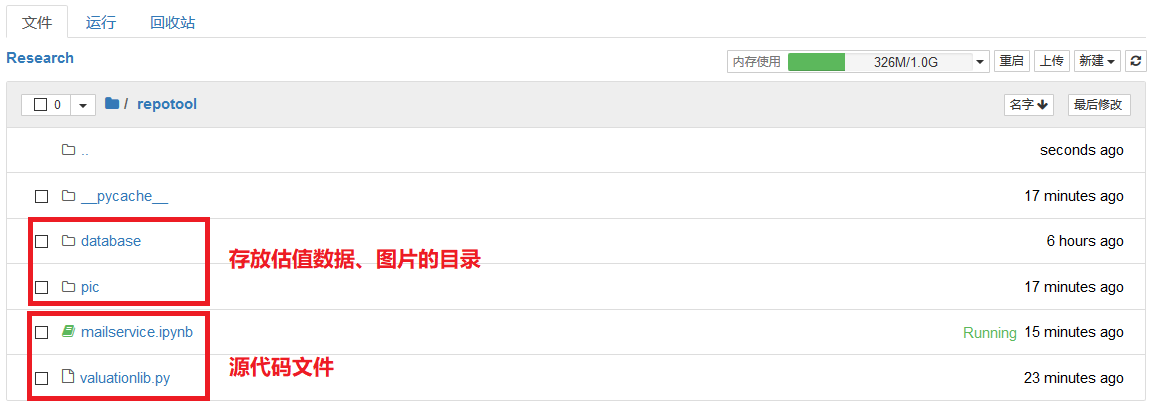 文件 运行 回收站
Research 内存使用 326M/1.0G 重启 上传 新建
0 / repotool 名字 最后修改
.. seconds ago
__pycache__ 17 minutes ago
database 6 hours ago
存放估值数据、图片的目录
pic 17 minutes ago
mailservice.ipynb Running 15 minutes ago
源代码文件
valuationlib.py 23 minutes ago